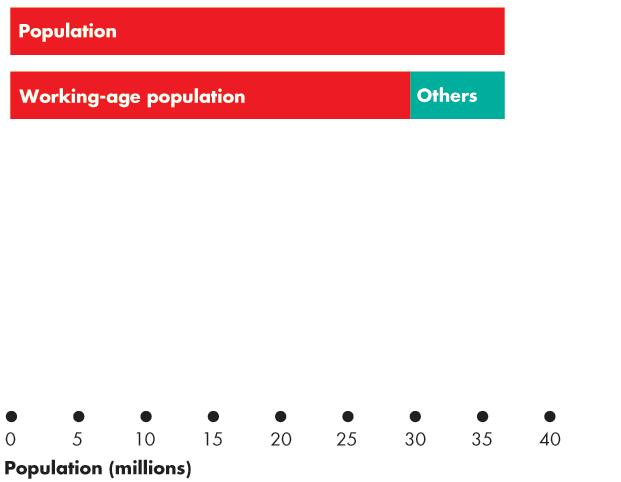 Population
Working-age population Others
0 5 10 15 20 25 30 35 40
Population (millions)